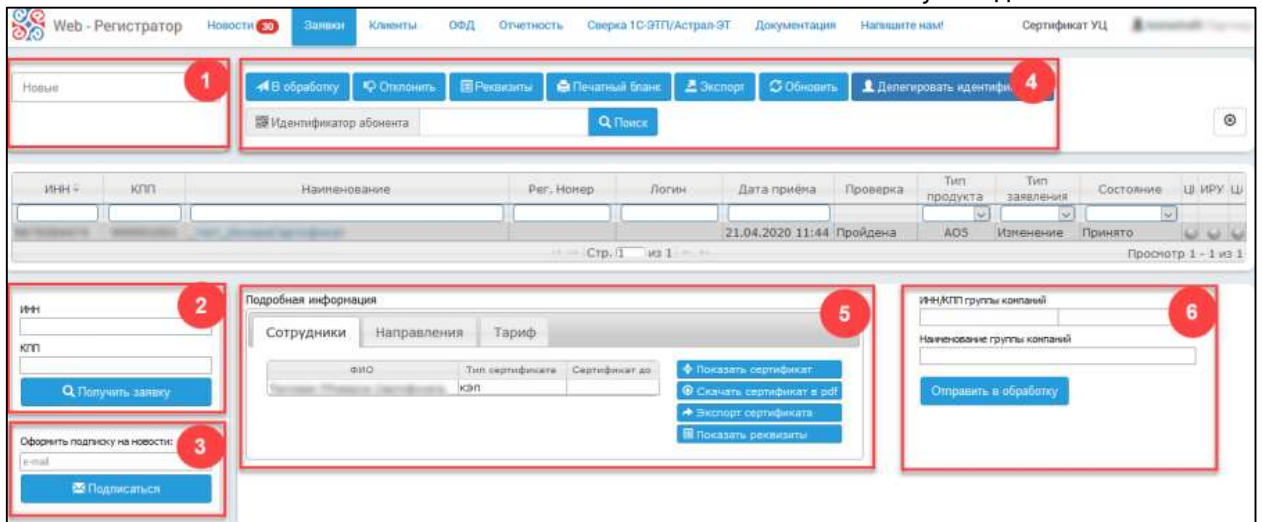 Web - Регистратор Новости 30 Заявки Клиенты ОФД Отчетность Сверка 1С-ЭТП/Астрал-ЭТ Документация Напишите нам! Сертификат УЦ
Новые
1
В обработку Отклонить Реквизиты Печатный бланк Экспорт Обновить Делегировать
4
Идентификатор абонента Поиск
ИНН КПП Наименование Рег. Номер Логин Дата приёма Проверка Тип продукта Тип заявления Состояние ЦІ ИРУ
21.04.2020 11:44 Пройдена АО5 Изменение Принято
Стр. 1 из 1
Просмотр 1 - 1 из 1
ИНН
2
КПП
Получить заявку
Оформить подписку на новости:
3
e-mail
Подписаться
Подробная информация
5
Сотрудники Направления Тариф
ФИО Тип сертификата Сертификат до
КЭП
Показать сертификат
Скачать сертификат в pdf
Экспорт сертификата
Показать реквизиты
ИНН/КПП группы компаний
6
Наименование группы компаний
Отправить в обработку